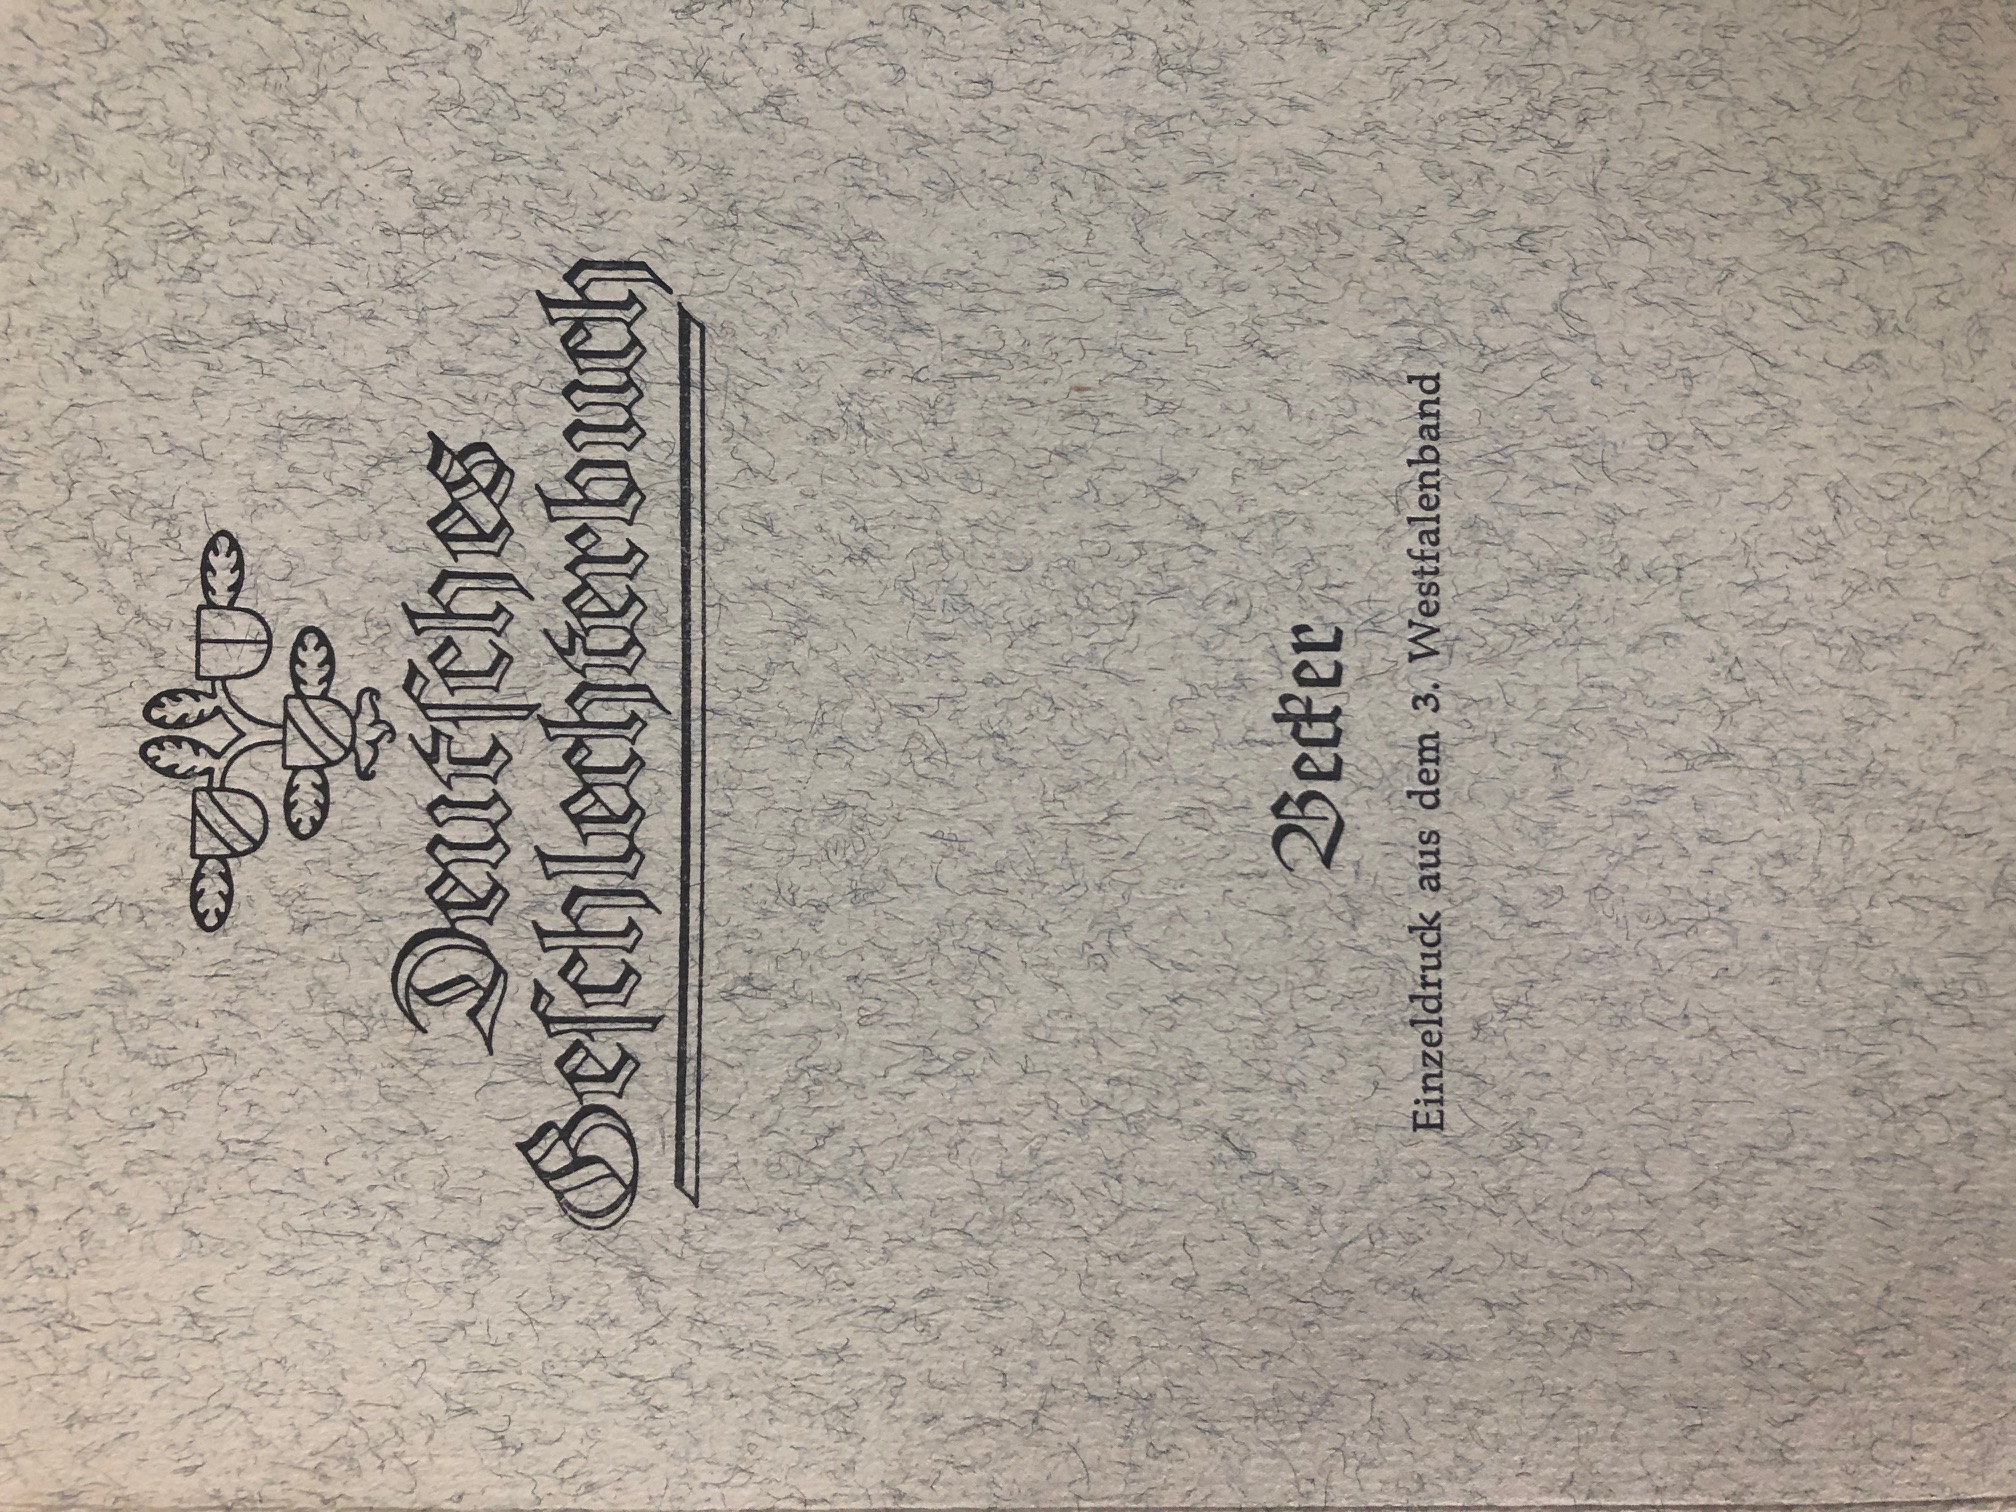 Deutſches
Geſchlechterbuch
Becker
Einzeldruck aus dem 3. Westfalenband